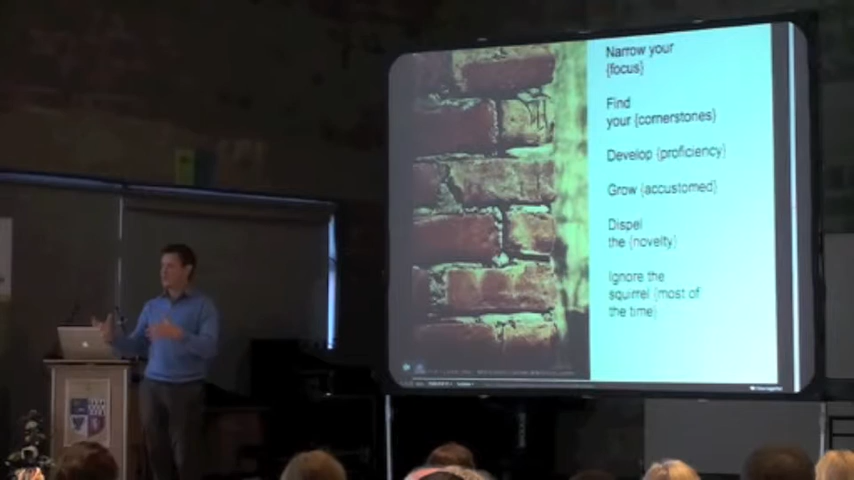 Narrow your
{focus}
Find
your {cornerstones}
Develop {proficiency}
Grow {accustomed}
Dispel
the {novelty}
Ignore the
squirrel {most of
the time}